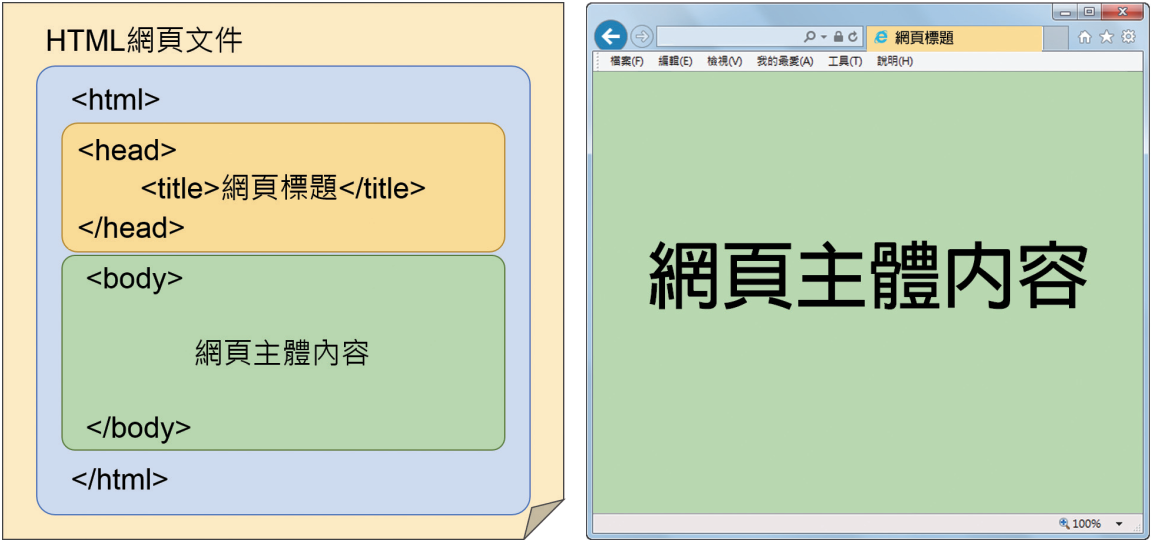 HTML網頁文件
<html>
<head>
<title>網頁標題</title>
</head>
<body>
網頁主體內容
</body>
</html>
網頁標題
檔案(F) 編輯(E) 檢視(V) 我的最愛(A) 工具(T) 說明(H)
網頁主體内容
100%